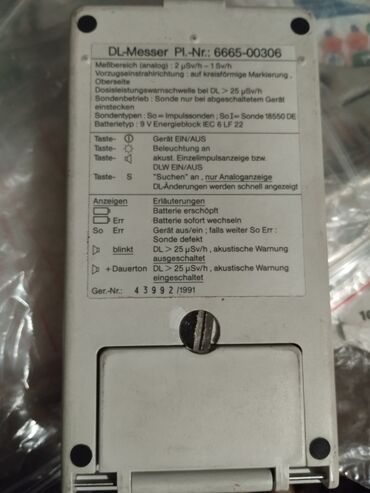 DL-Messer Pl.-Nr.: 6665-00306
Meßbereich (analog) : 2 µSv/h – 1 Sv/h
Vorzugseinstrahlrichtung : auf kreisförmige Markierung ,
Oberseite
Dosisleistungswarnschwelle bei DL > 25 µSv/h
Sondenbetrieb : Sonde nur bei abgeschaltetem Gerät
einstecken
Sondentypen : So = Impulssonden , So I = Sonde 18550 DE
Batterietyp : 9 V Energieblock IEC 6 LF 22
Taste- Gerät EIN/AUS
Taste- Beleuchtung an
Taste- akust. Einzelimpulsanzeige bzw.
DLW EIN/AUS
Taste- S "Suchen" an , nur Analoganzeige
DL-Änderungen werden schnell angezeigt
Anzeigen Erläuterungen
Batterie erschöpft
Err Batterie sofort wechseln
So Err Gerät aus/ein ; falls weiter So Err :
Sonde defekt
blinkt DL > 25 µSv/h , akustische Warnung
ausgeschaltet
+ Dauerton DL > 25 µSv/h , akustische Warnung
eingeschaltet
Ger.-Nr.: 43992/1991